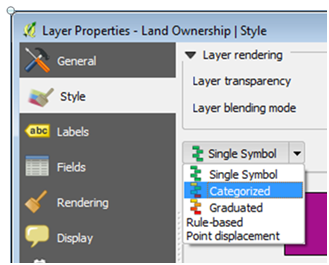 Layer Properties - Land Ownership | Style
General
Style
abc Labels
Fields
Rendering
Display
Layer rendering
Layer transparency
Layer blending mode
Single Symbol
Single Symbol
Categorized
Graduated
Rule-based
Point displacement